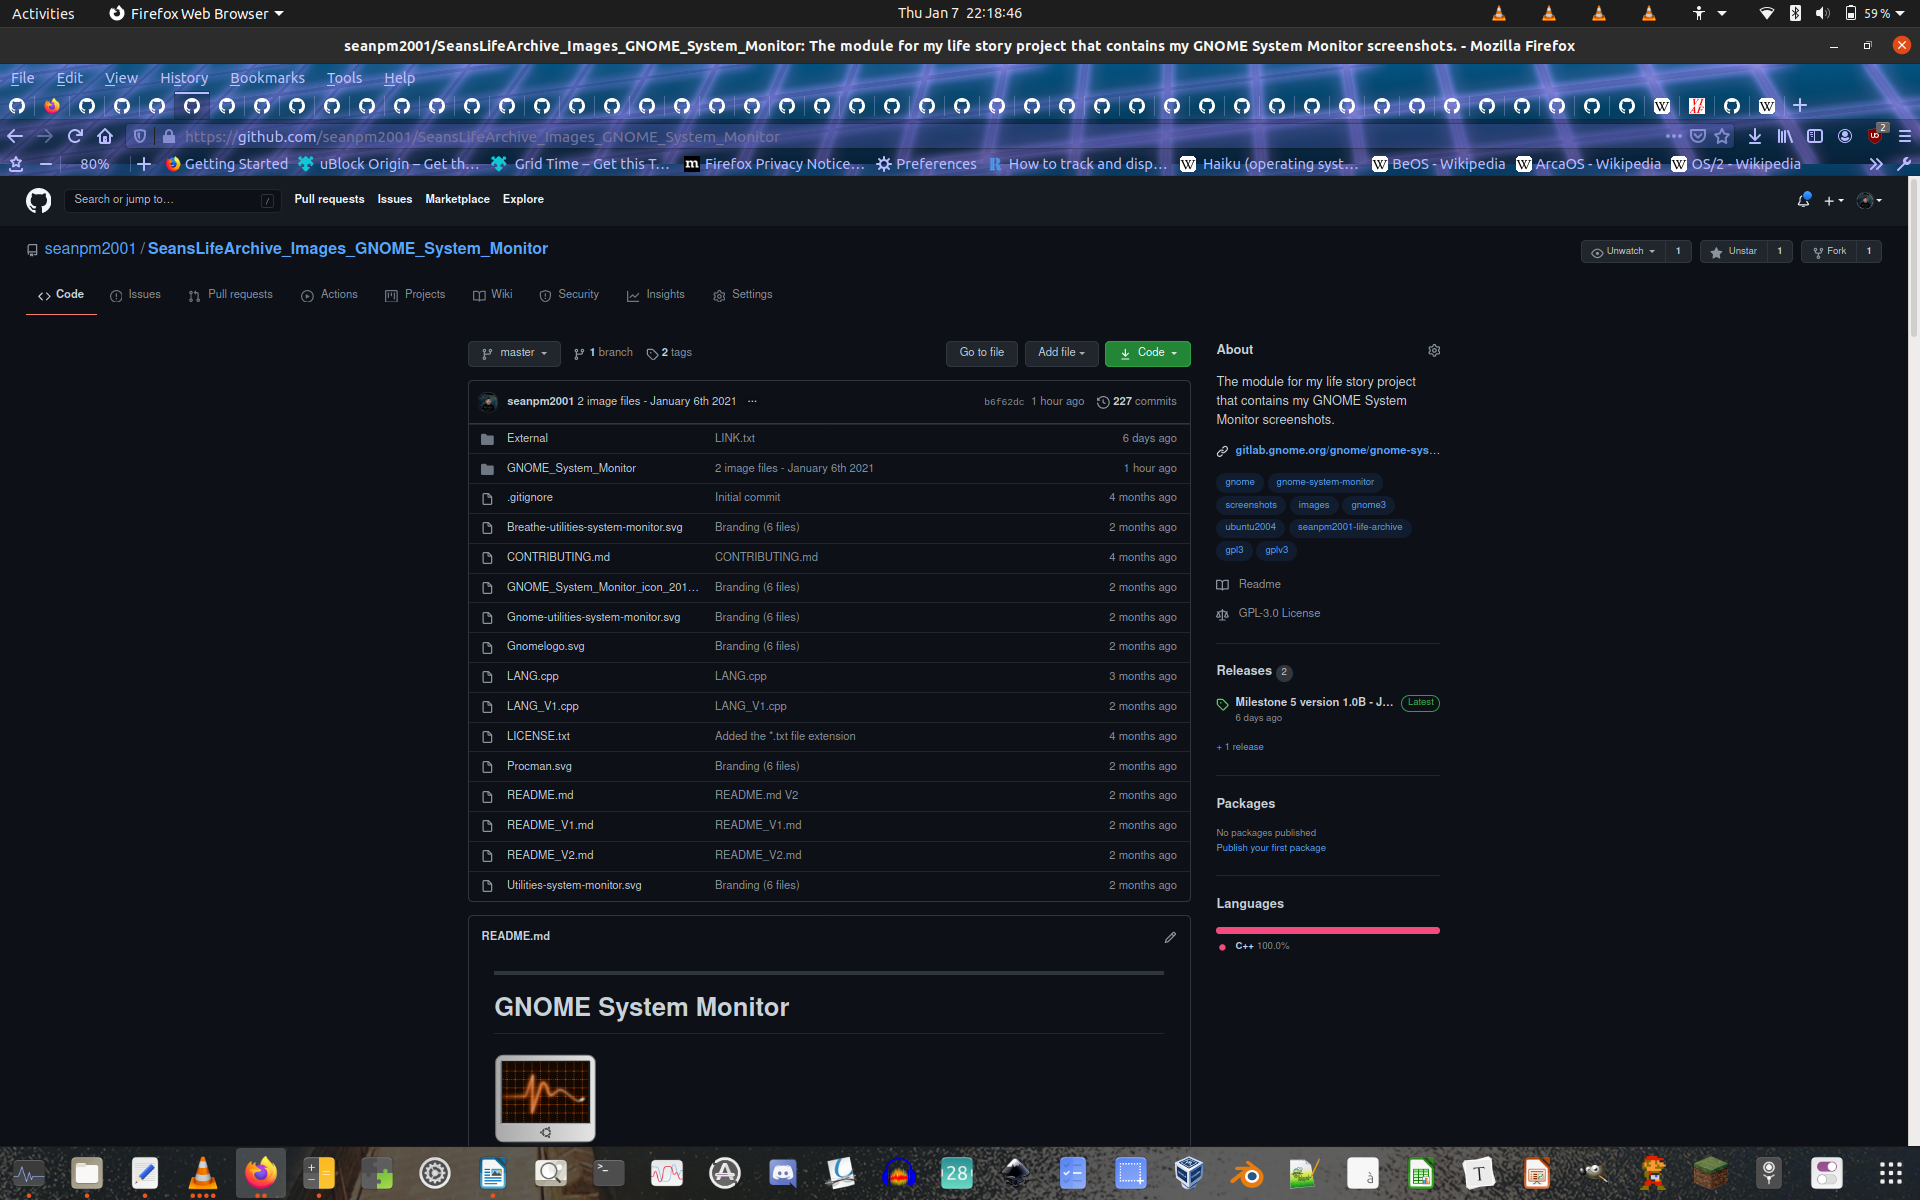 Activities Firefox Web Browser Thu Jan 7 22:18:46 59 %
seanpm2001/SeansLifeArchive_Images_GNOME_System_Monitor: The module for my life story project that contains my GNOME System Monitor screenshots. - Mozilla Firefox
File Edit View History Bookmarks Tools Help
https://github.com/seanpm2001/SeansLifeArchive_Images_GNOME_System_Monitor 2
80% Getting Started uBlock Origin – Get th… Grid Time – Get this T… Firefox Privacy Notice… Preferences How to track and disp… Haiku (operating syst… BeOS - Wikipedia ArcaOS - Wikipedia OS/2 - Wikipedia
Search or jump to… / Pull requests Issues Marketplace Explore
seanpm2001 / SeansLifeArchive_Images_GNOME_System_Monitor Unwatch 1 Unstar 1 Fork 1
Code Issues Pull requests Actions Projects Wiki Security Insights Settings
master 1 branch 2 tags Go to file Add file Code
seanpm2001 2 image files - January 6th 2021 ··· b6f62dc 1 hour ago 227 commits
External LINK.txt 6 days ago
GNOME_System_Monitor 2 image files - January 6th 2021 1 hour ago
.gitignore Initial commit 4 months ago
Breathe-utilities-system-monitor.svg Branding (6 files) 2 months ago
CONTRIBUTING.md CONTRIBUTING.md 4 months ago
GNOME_System_Monitor_icon_201… Branding (6 files) 2 months ago
Gnome-utilities-system-monitor.svg Branding (6 files) 2 months ago
Gnomelogo.svg Branding (6 files) 2 months ago
LANG.cpp LANG.cpp 3 months ago
LANG_V1.cpp LANG_V1.cpp 2 months ago
LICENSE.txt Added the *.txt file extension 4 months ago
Procman.svg Branding (6 files) 2 months ago
README.md README.md V2 2 months ago
README_V1.md README_V1.md 2 months ago
README_V2.md README_V2.md 2 months ago
Utilities-system-monitor.svg Branding (6 files) 2 months ago
README.md
GNOME System Monitor
About
The module for my life story project
that contains my GNOME System
Monitor screenshots.
gitlab.gnome.org/gnome/gnome-sys…
gnome gnome-system-monitor
screenshots images gnome3
ubuntu2004 seanpm2001-life-archive
gpl3 gplv3
Readme
GPL-3.0 License
Releases 2
Milestone 5 version 1.0B - J… Latest
6 days ago
+ 1 release
Packages
No packages published
Publish your first package
Languages
C++ 100.0%
28
à
T